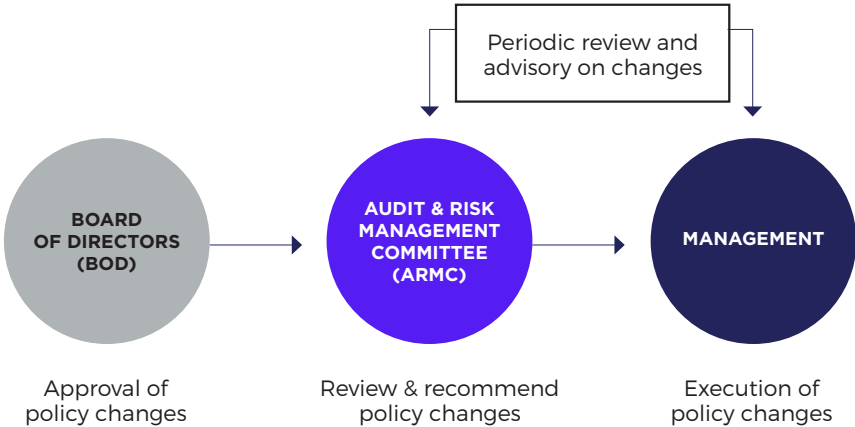 Periodic review and
advisory on changes
BOARD
OF DIRECTORS
(BOD)
AUDIT & RISK
MANAGEMENT
COMMITTEE
(ARMC)
MANAGEMENT
Approval of
policy changes
Review & recommend
policy changes
Execution of
policy changes